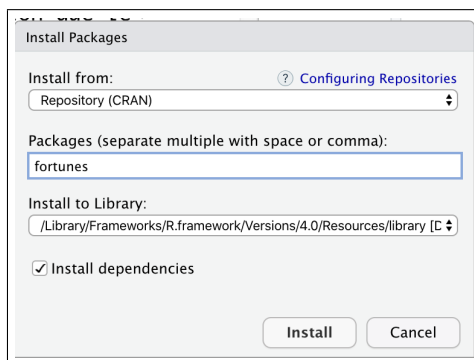 Install Packages
Install from:
? Configuring Repositories
Repository (CRAN)
Packages (separate multiple with space or comma):
fortunes
Install to Library:
/Library/Frameworks/R.framework/Versions/4.0/Resources/library [D
Install dependencies
Install
Cancel